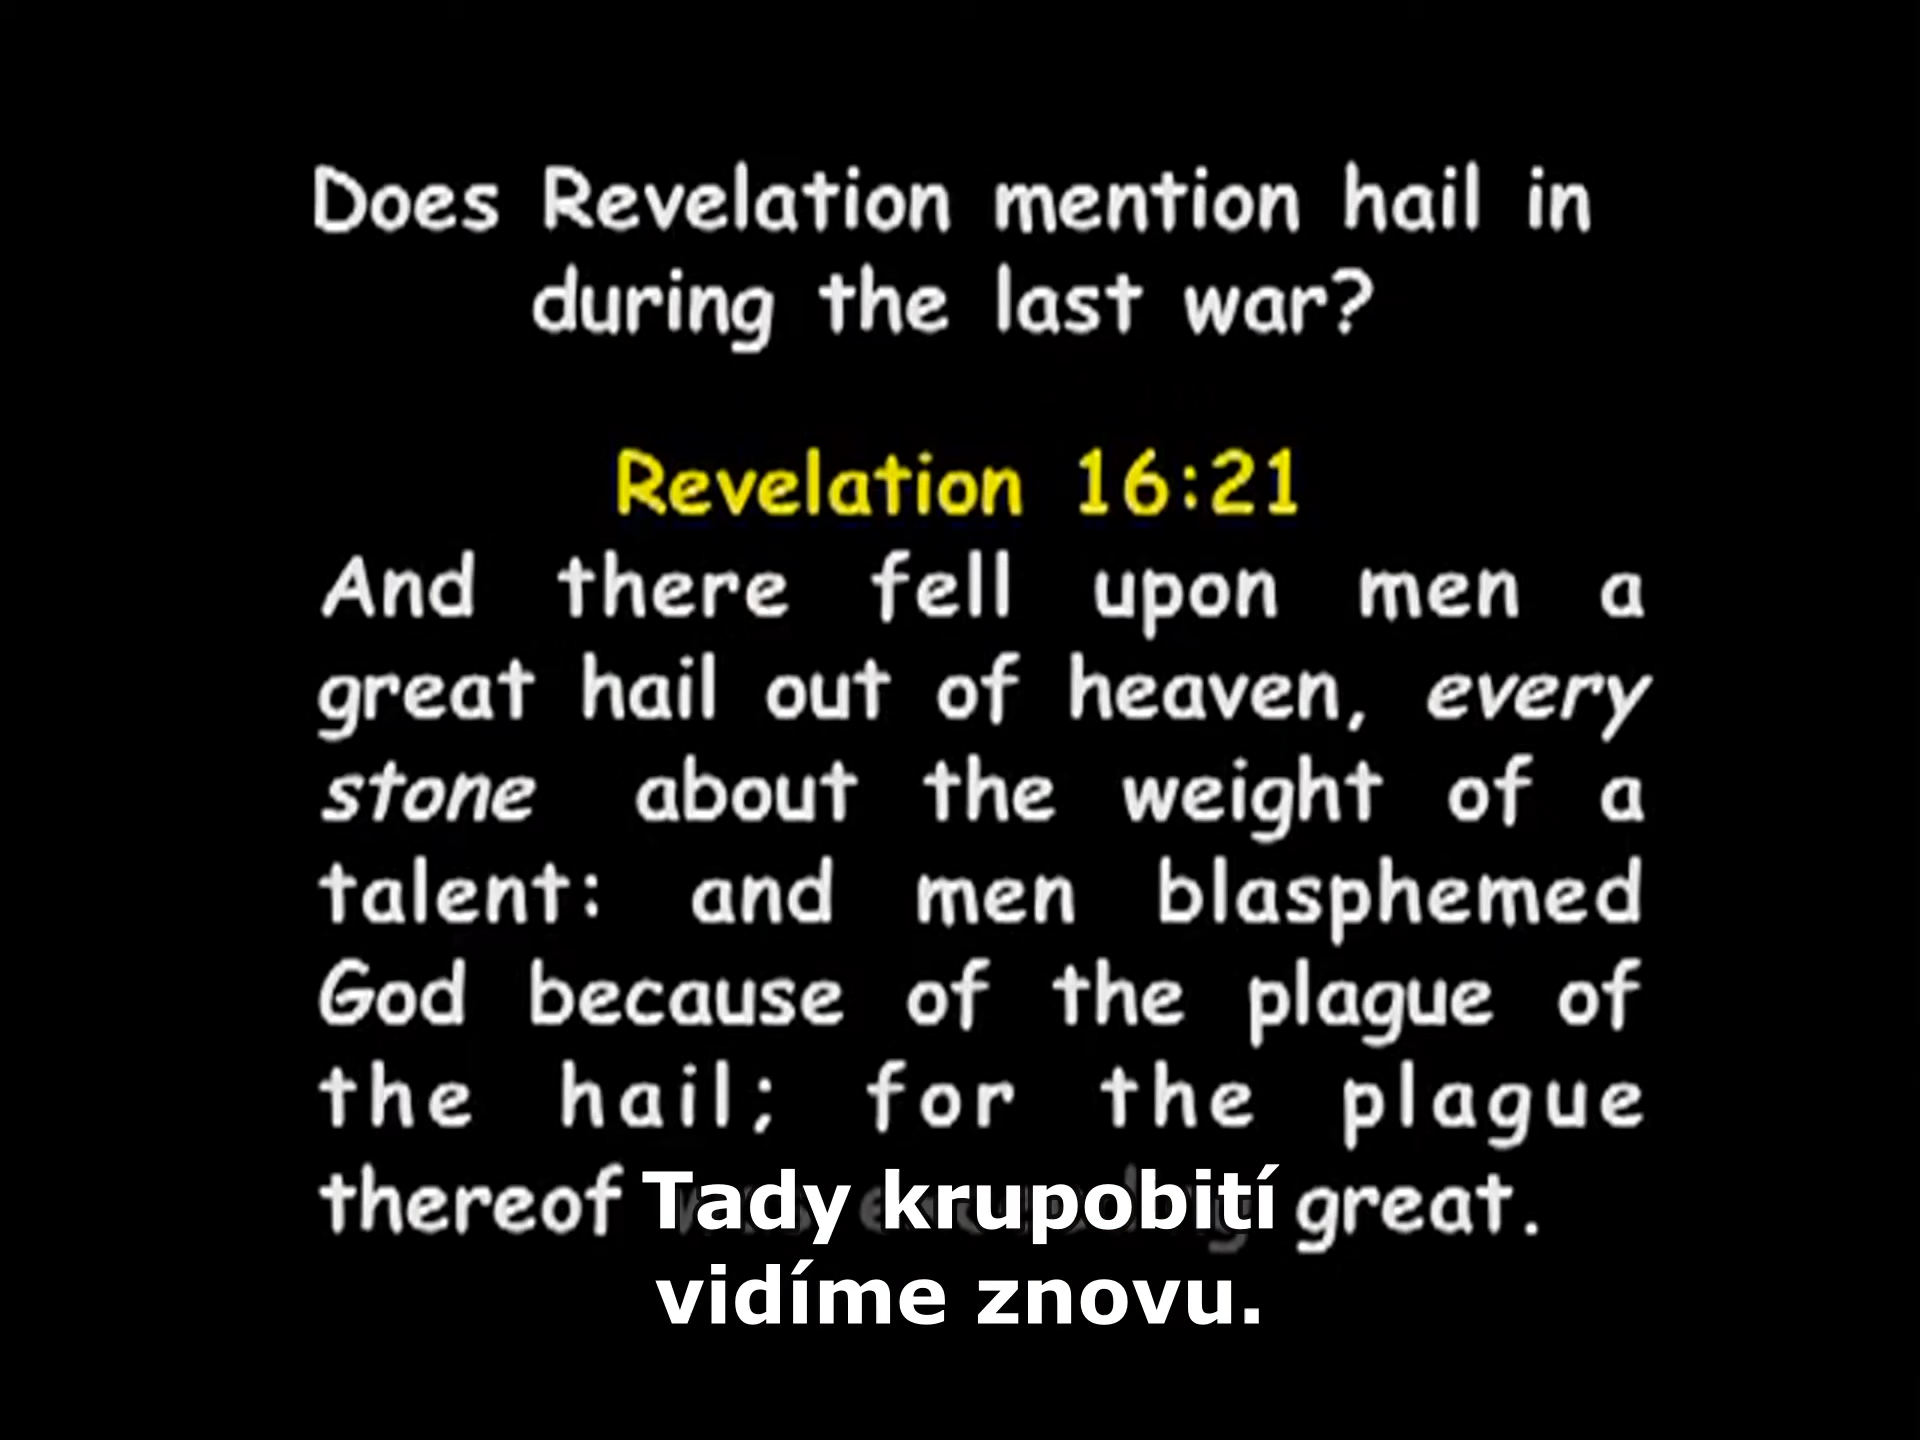 Does Revelation mention hail in
during the last war?
Revelation 16:21
And there fell upon men a
great hail out of heaven, every
stone about the weight of a
talent: and men blasphemed
God because of the plague of
the hail; for the plague
thereof great.
Tady krupobití
vidíme znovu.